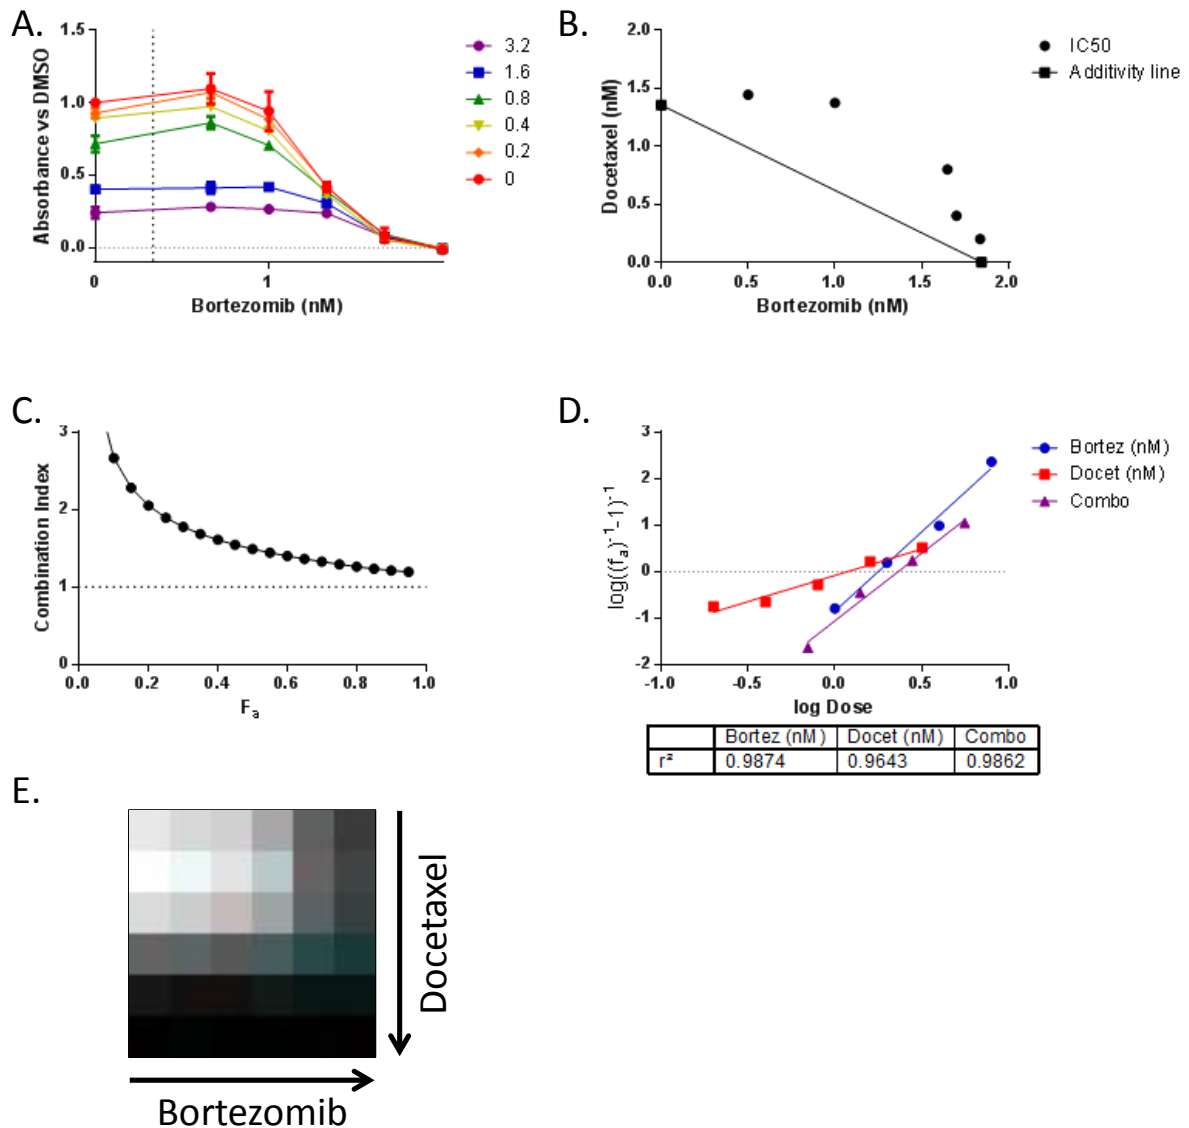 A.
1.5
1.0
0.5
0.0
Absorbance vs DMSO
0
1
Bortezomib (nM)
3.2
1.6
0.8
0.4
0.2
0
B.
2.0
1.5
1.0
0.5
0.0
Docetaxel (nM)
0.0
0.5
1.0
1.5
2.0
Bortezomib (nM)
IC50
Additivity line
C.
3
2
1
0
Combination Index
0.0
0.2
0.4
0.6
0.8
1.0
Fa
D.
3
2
1
0
-1
-2
log((fa)-1-1)-1
-1.0
-0.5
0.0
0.5
1.0
log Dose
Bortez (nM)
Docet (nM)
Combo
Bortez (nM) Docet (nM) Combo
r² 0.9874 0.9643 0.9862
E.
Docetaxel
Bortezomib